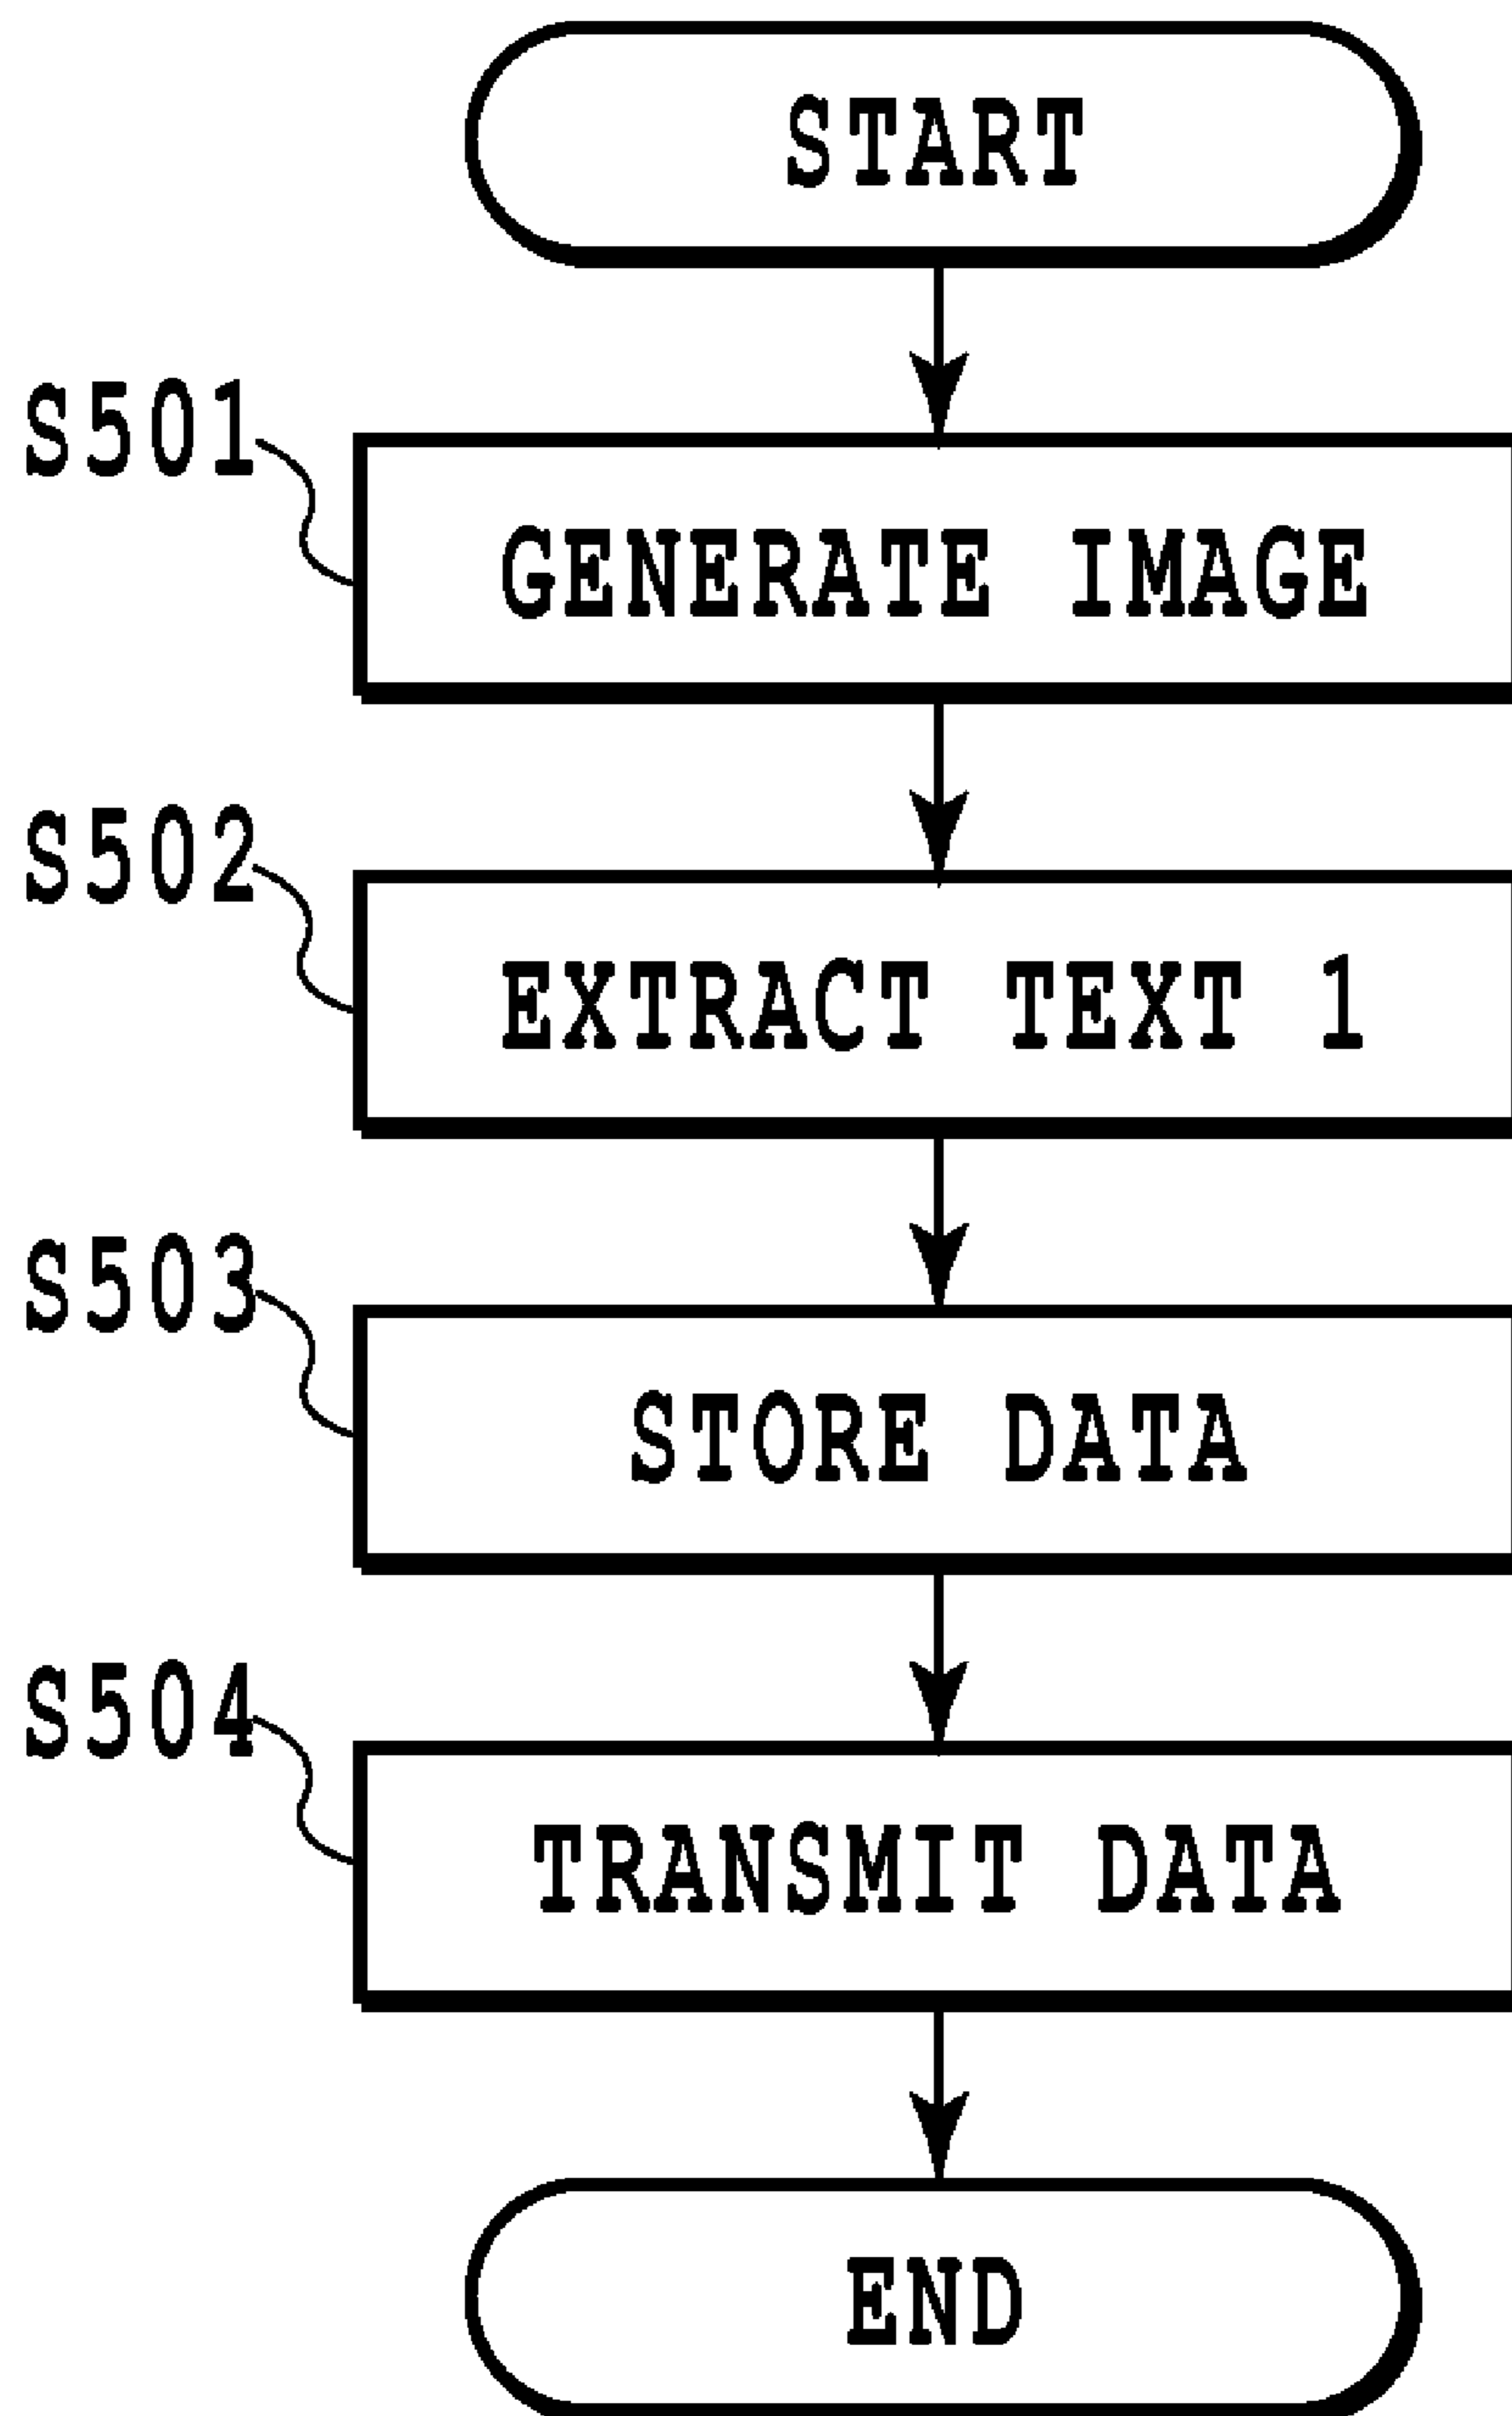 START
S501
GENERATE IMAGE
S502
EXTRACT TEXT 1
S503
STORE DATA
S504
TRANSMIT DATA
END